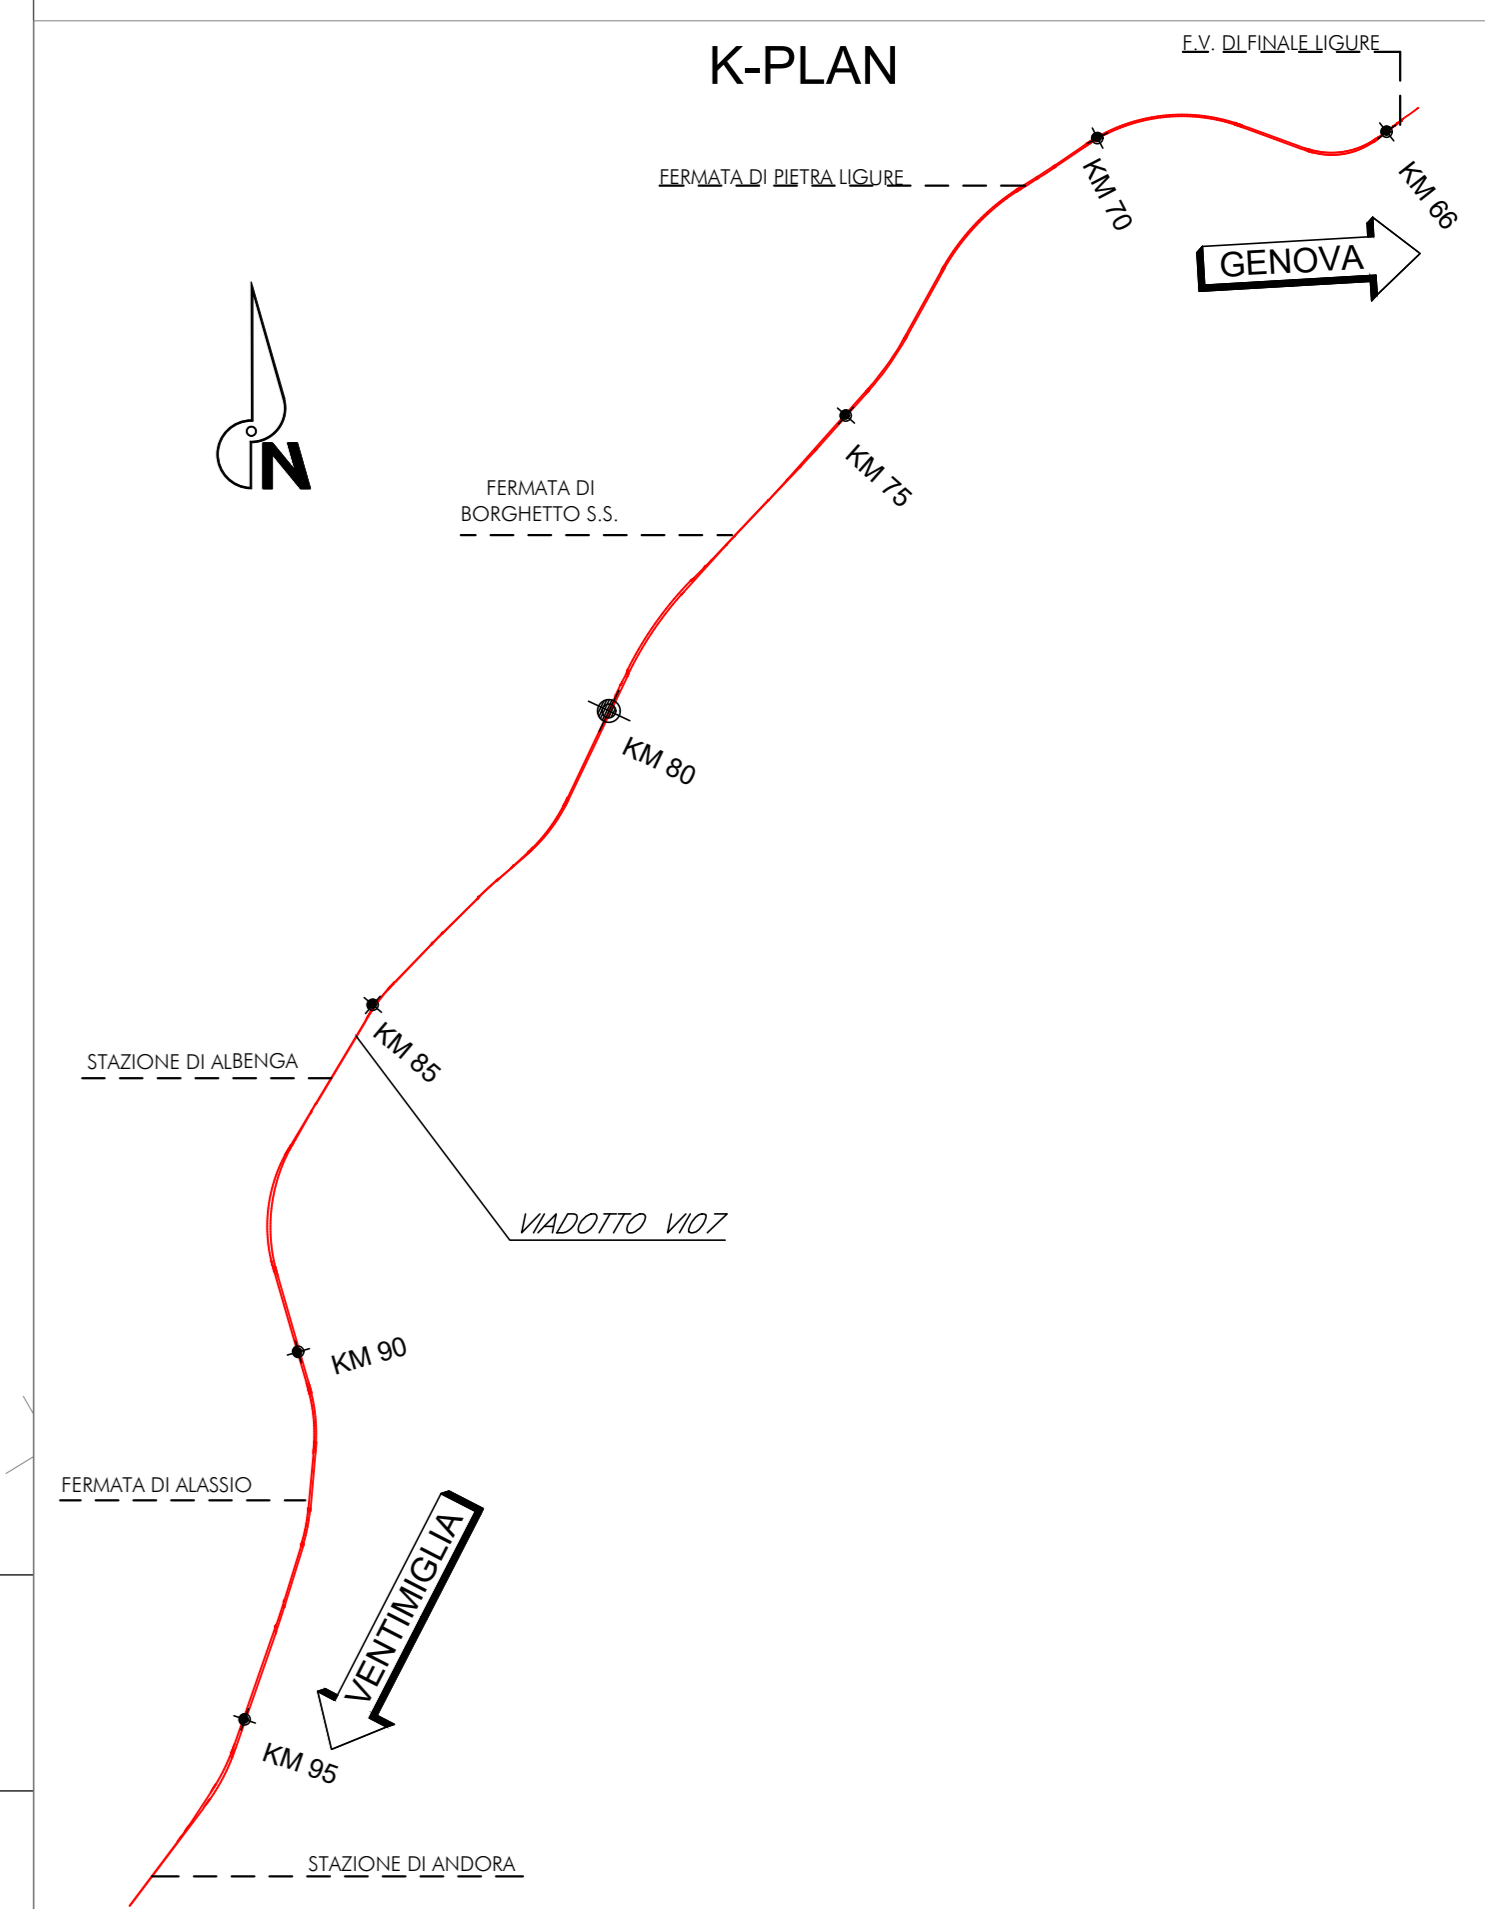 K-PLAN
F.V. DI FINALE LIGURE
FERMATA DI PIETRA LIGURE
KM 70
KM 66
GENOVA
N
KM 75
FERMATA DI
BORGHETTO S.S.
KM 80
KM 85
STAZIONE DI ALBENGA
VIADOTTO VI07
KM 90
FERMATA DI ALASSIO
VENTIMIGLIA
KM 95
STAZIONE DI ANDORA